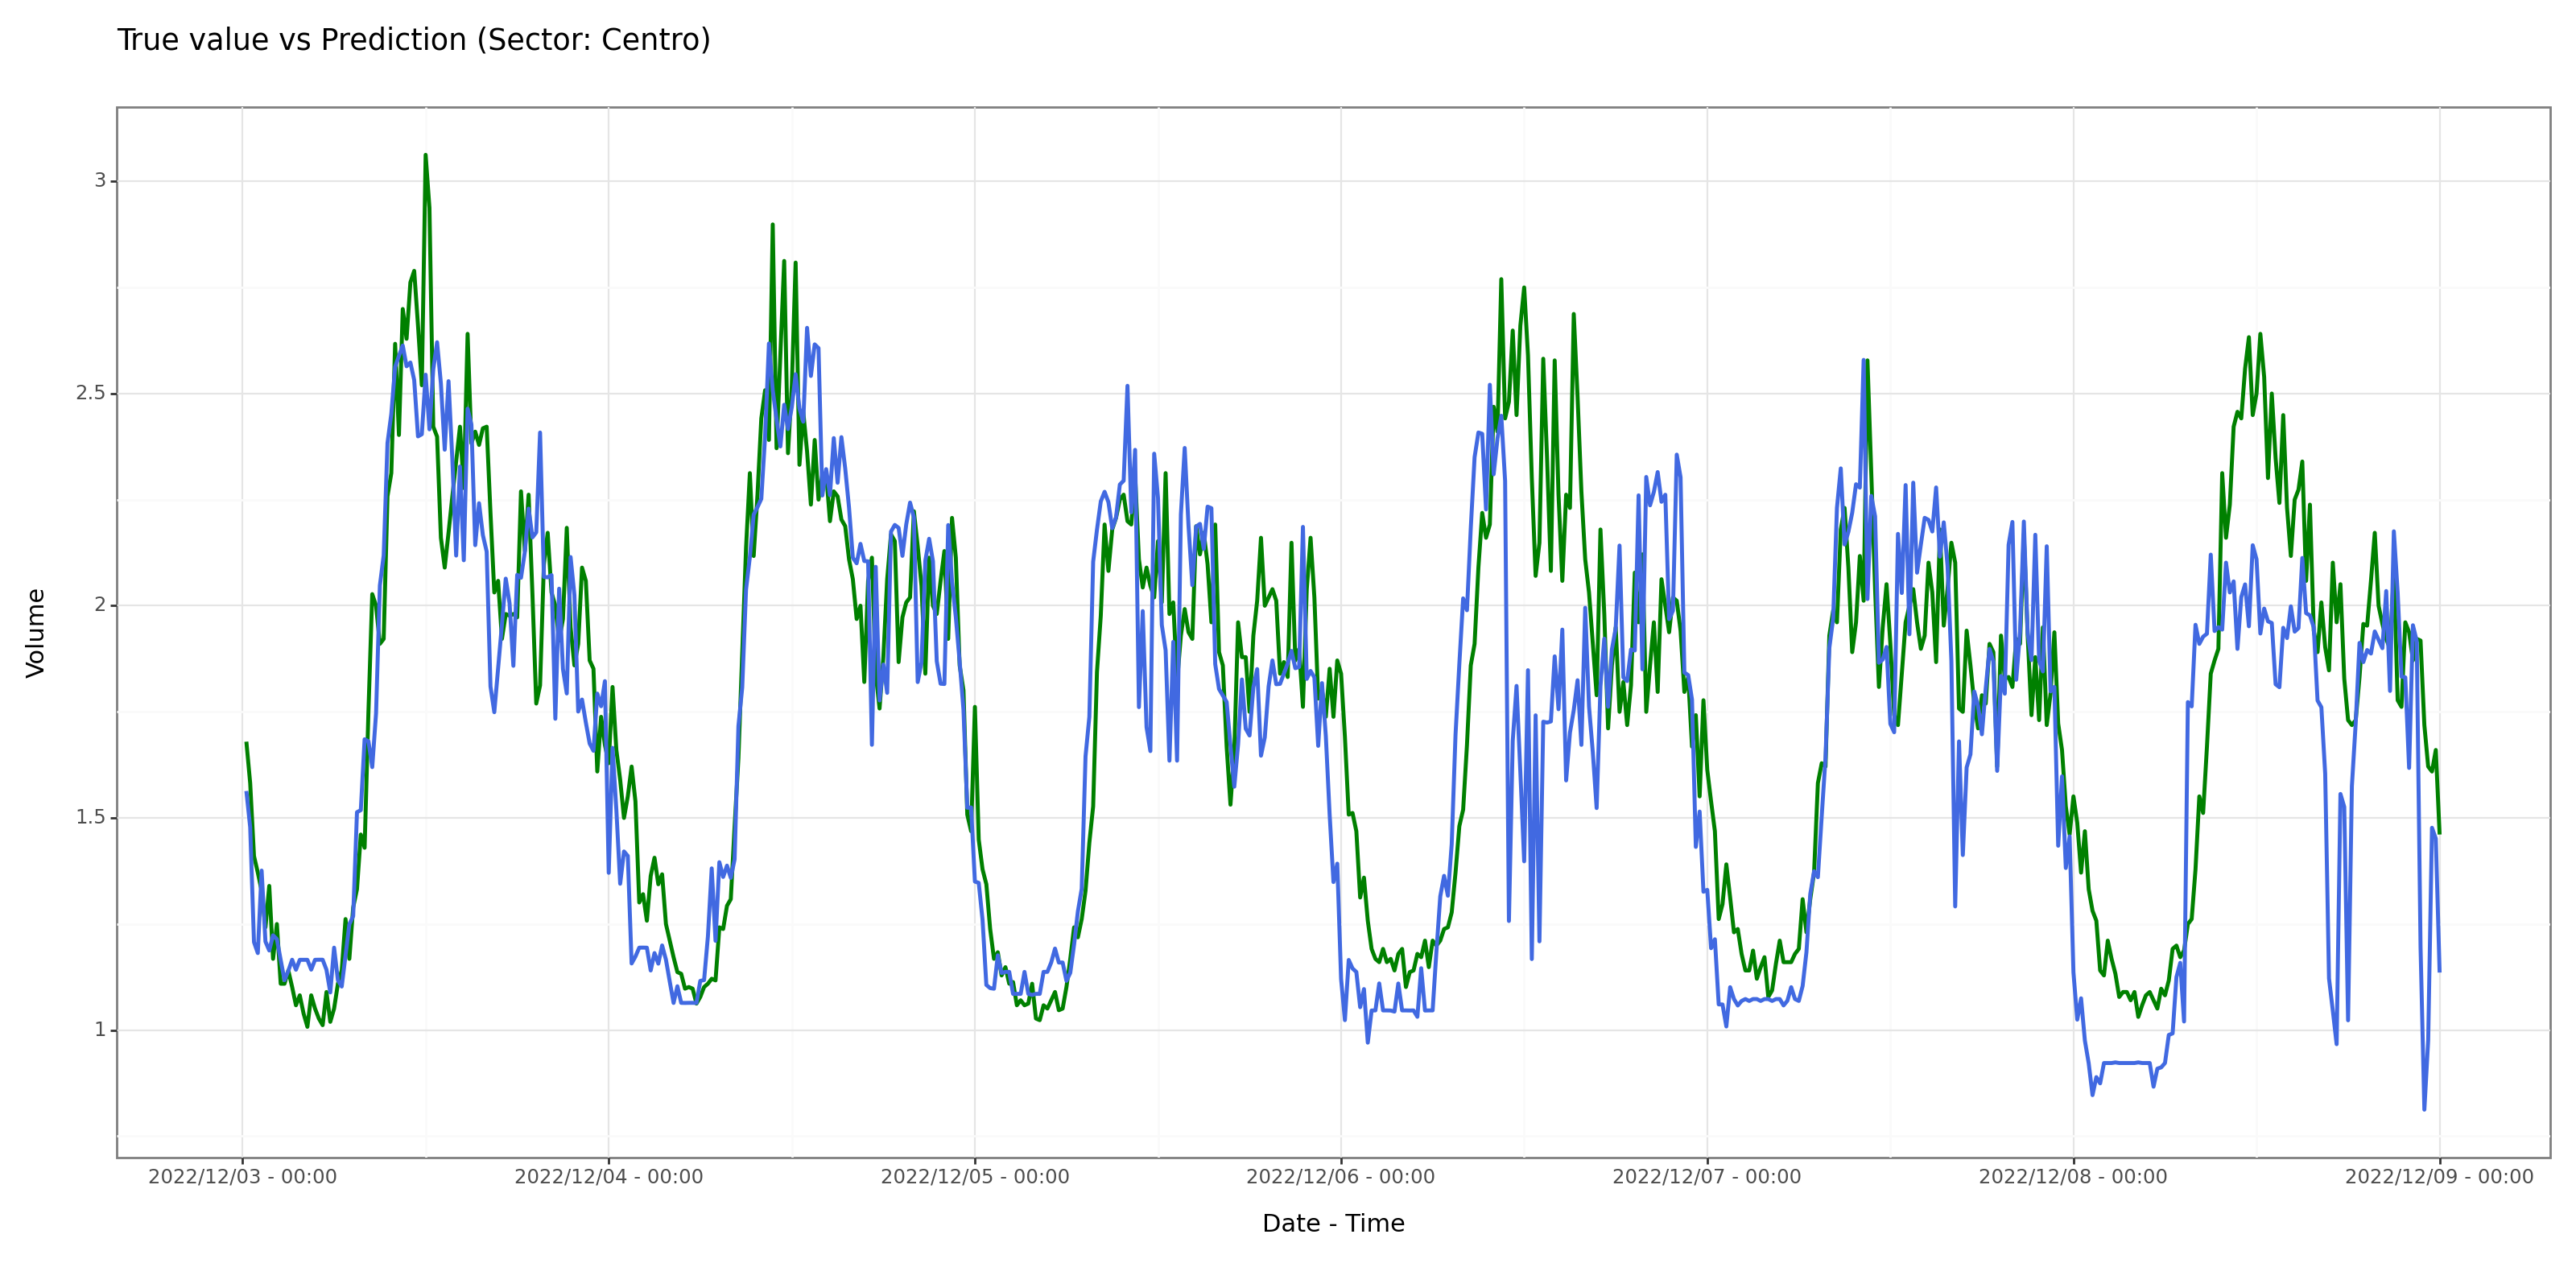 True value vs Prediction (Sector: Centro)
Volume
3
2.5
2
1.5
1
2022/12/03 - 00:00
2022/12/04 - 00:00
2022/12/05 - 00:00
2022/12/06 - 00:00
2022/12/07 - 00:00
2022/12/08 - 00:00
2022/12/09 - 00:00
Date - Time